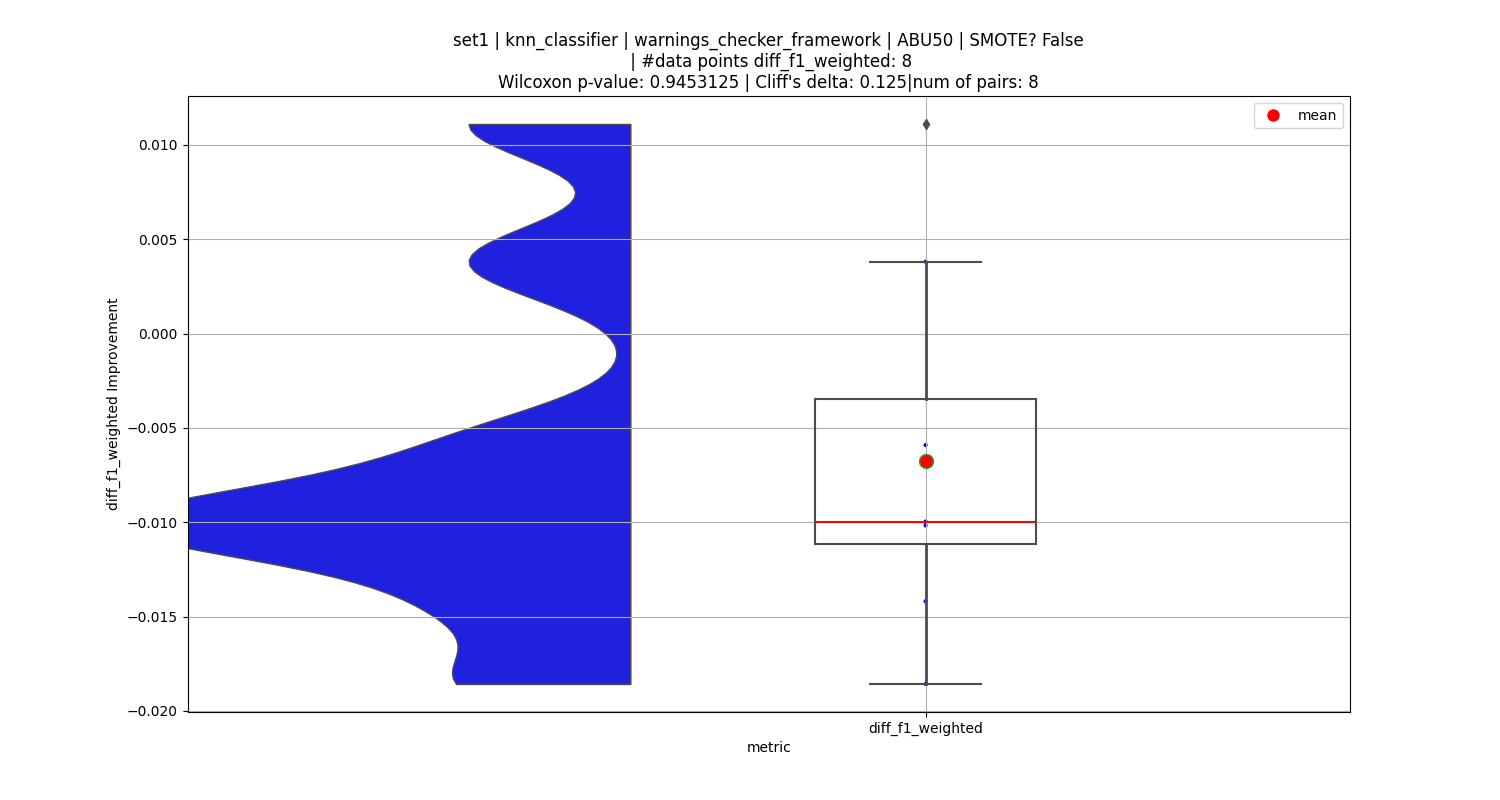 set1 | knn_classifier | warnings_checker_framework | ABU50 | SMOTE? False
| #data points diff_f1_weighted: 8
Wilcoxon p-value: 0.9453125 | Cliff's delta: 0.125|num of pairs: 8
mean
0.010
0.005
0.000
−0.005
−0.010
−0.015
−0.020
diff_f1_weighted Improvement
diff_f1_weighted
metric